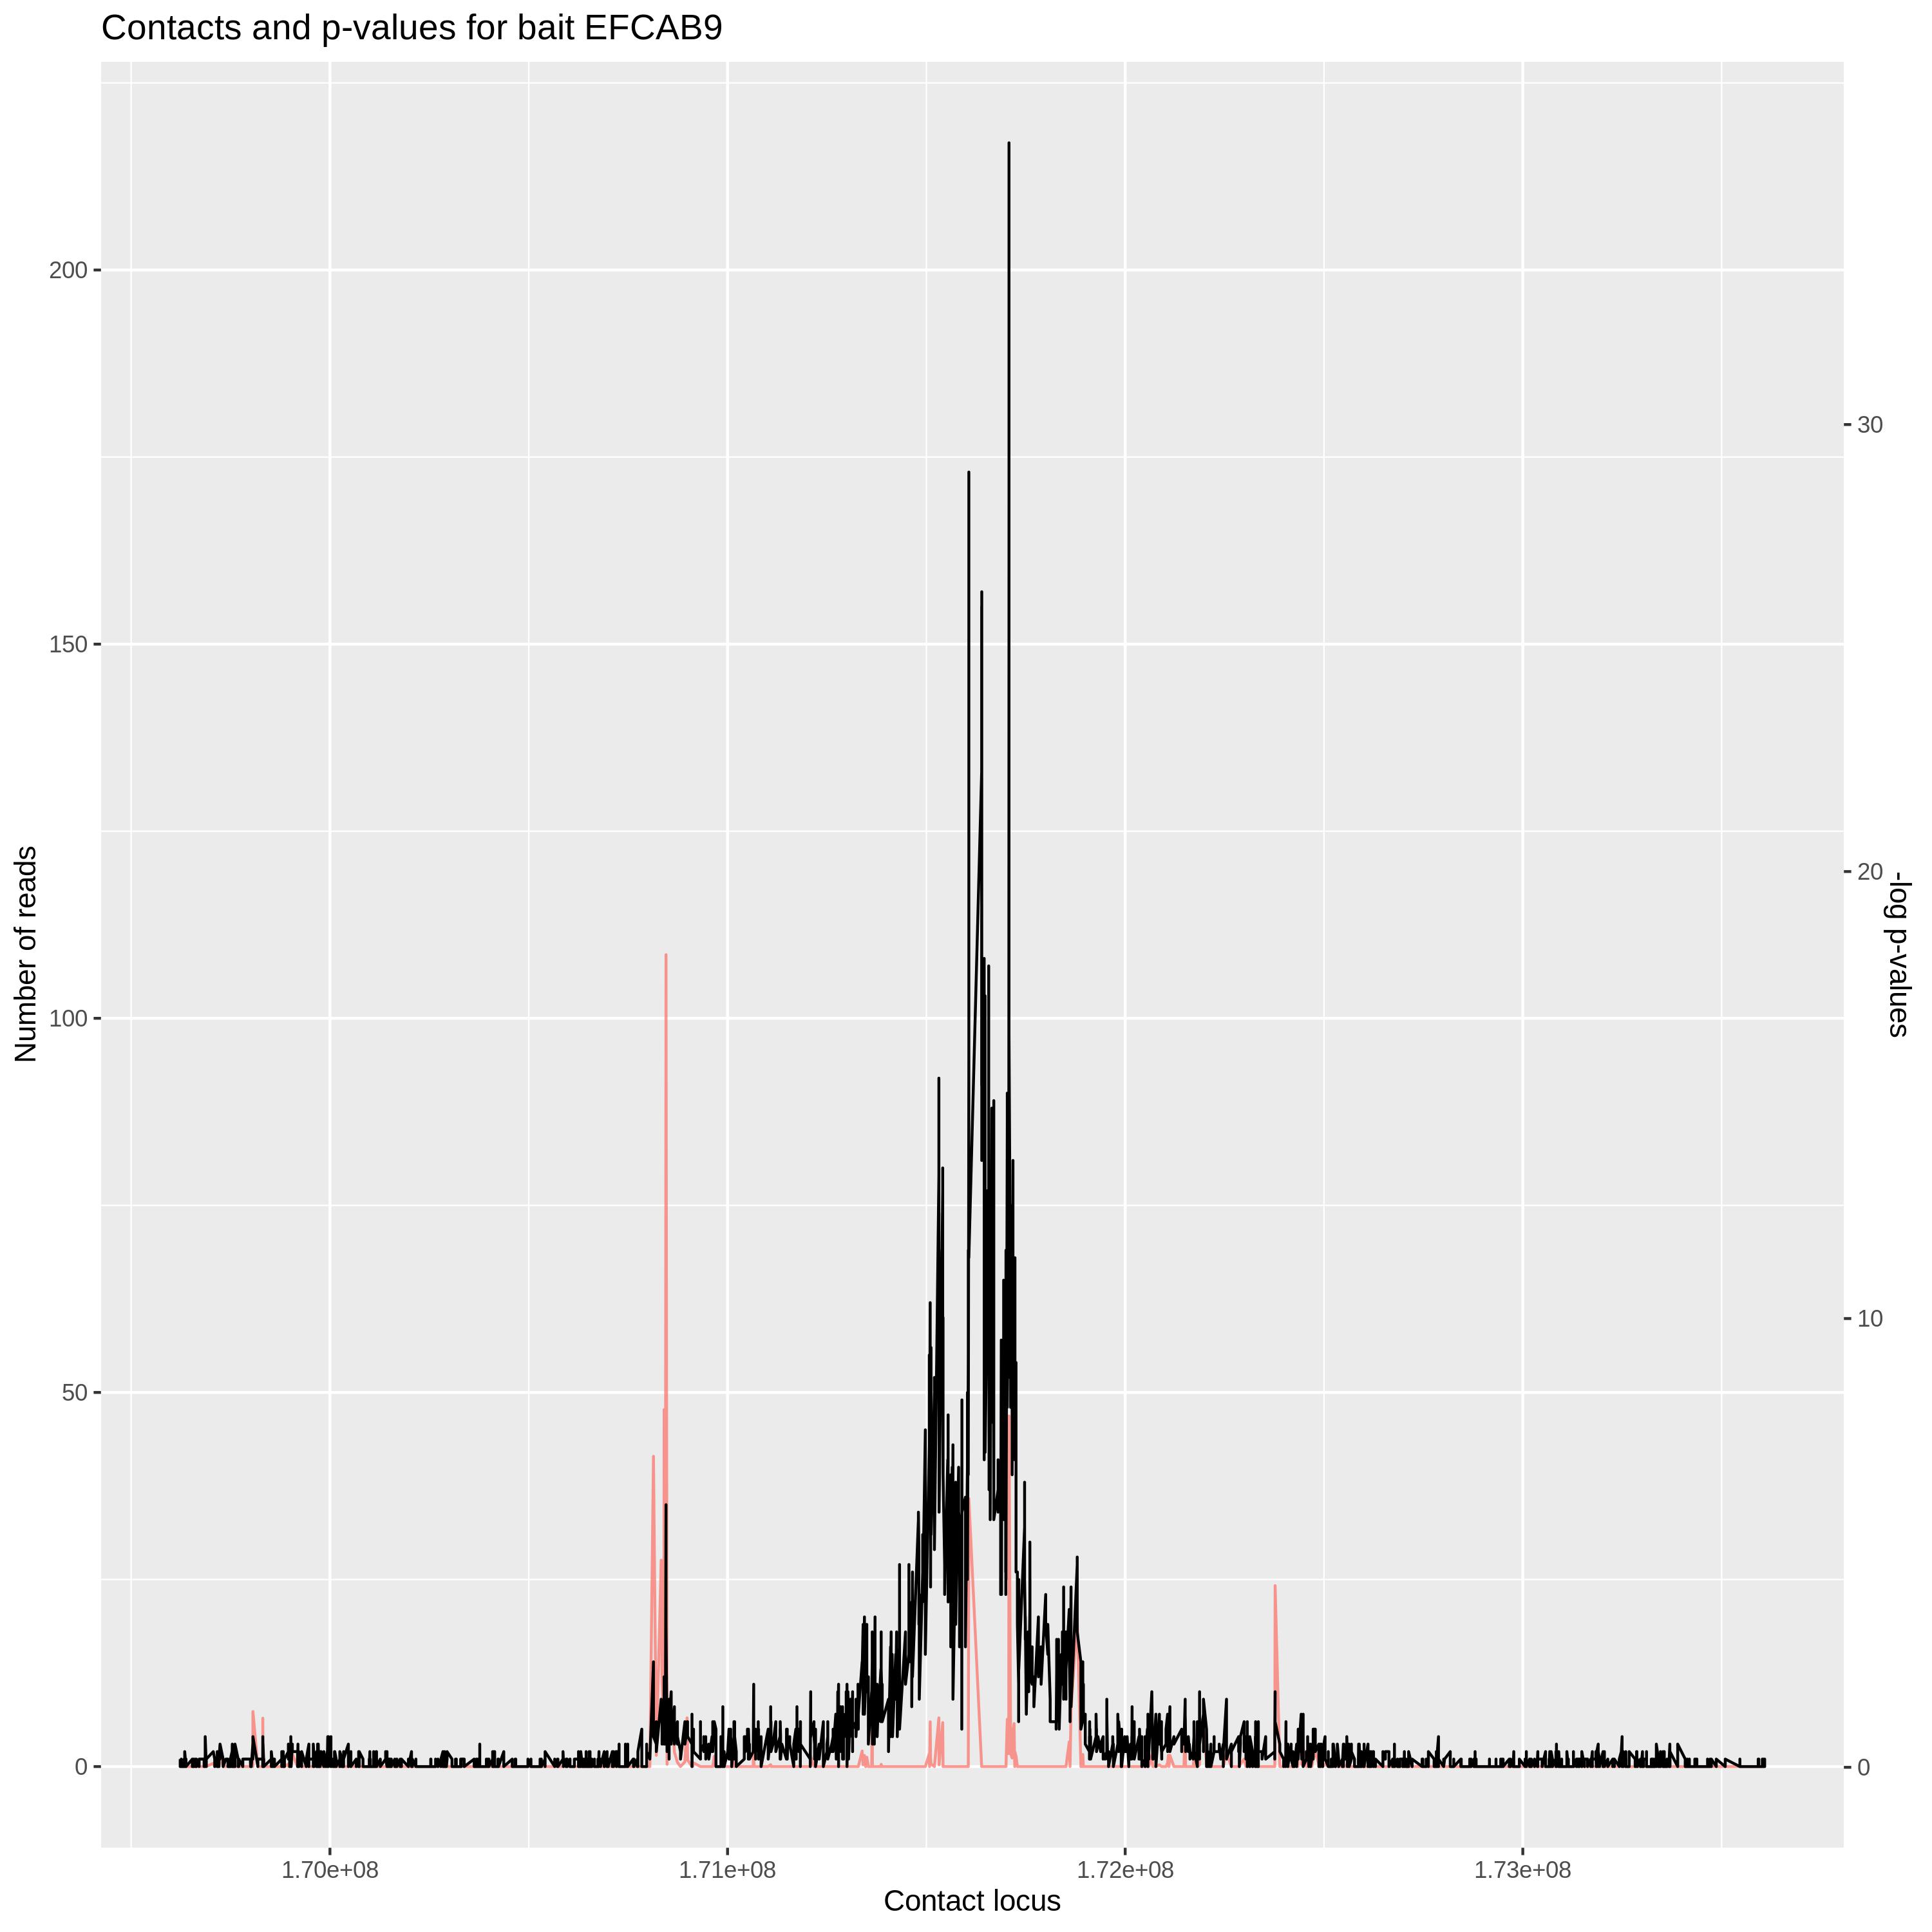 Contacts and p-values for bait EFCAB9
Number of reads
200
150
100
50
0
30
20
10
0
-log p-values
1.70e+08
1.71e+08
1.72e+08
1.73e+08
Contact locus